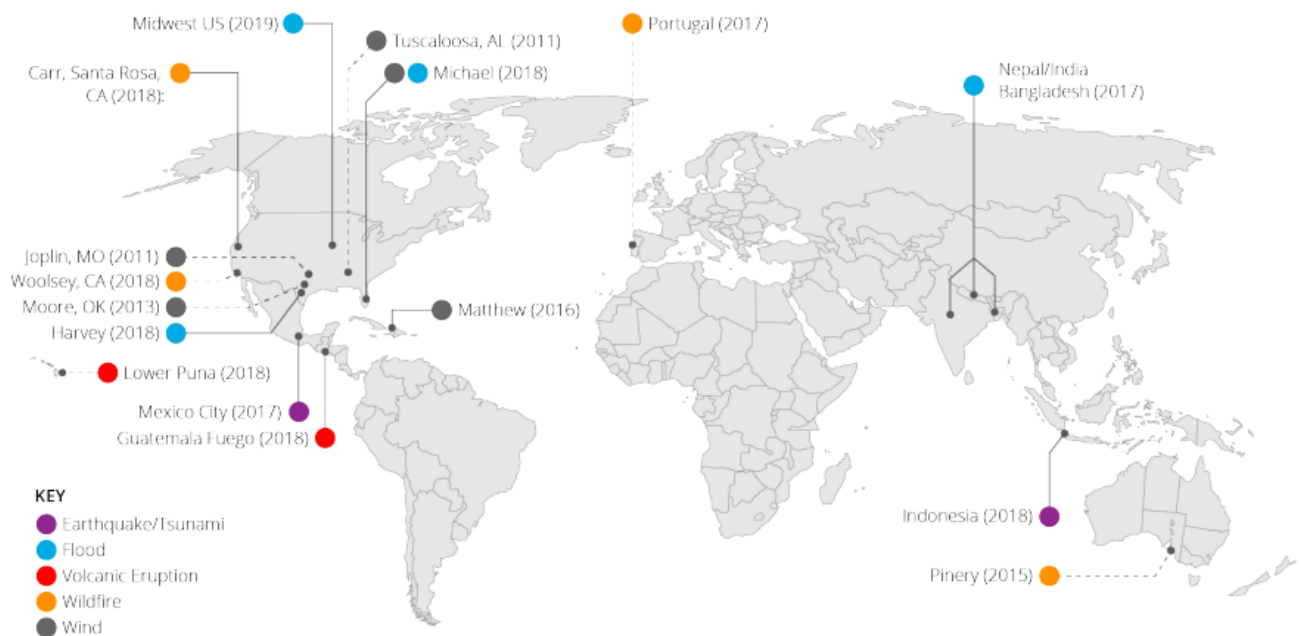 Midwest US (2019)
Tuscaloosa, AL (2011)
Portugal (2017)
Carr, Santa Rosa,
CA (2018):
Michael (2018)
Nepal/India
Bangladesh (2017)
Joplin, MO (2011)
Woolsey, CA (2018)
Moore, OK (2013)
Harvey (2018)
Matthew (2016)
Lower Puna (2018)
Mexico City (2017)
Guatemala Fuego (2018)
Indonesia (2018)
Pinery (2015)
KEY
Earthquake/Tsunami
Flood
Volcanic Eruption
Wildfire
Wind